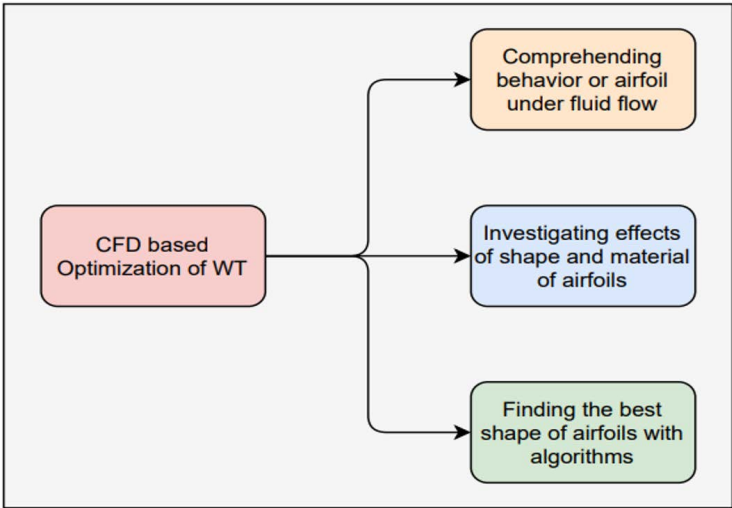 Comprehending
behavior or airfoil
under fluid flow
CFD based
Optimization of WT
Investigating effects
of shape and material
of airfoils
Finding the best
shape of airfoils with
algorithms